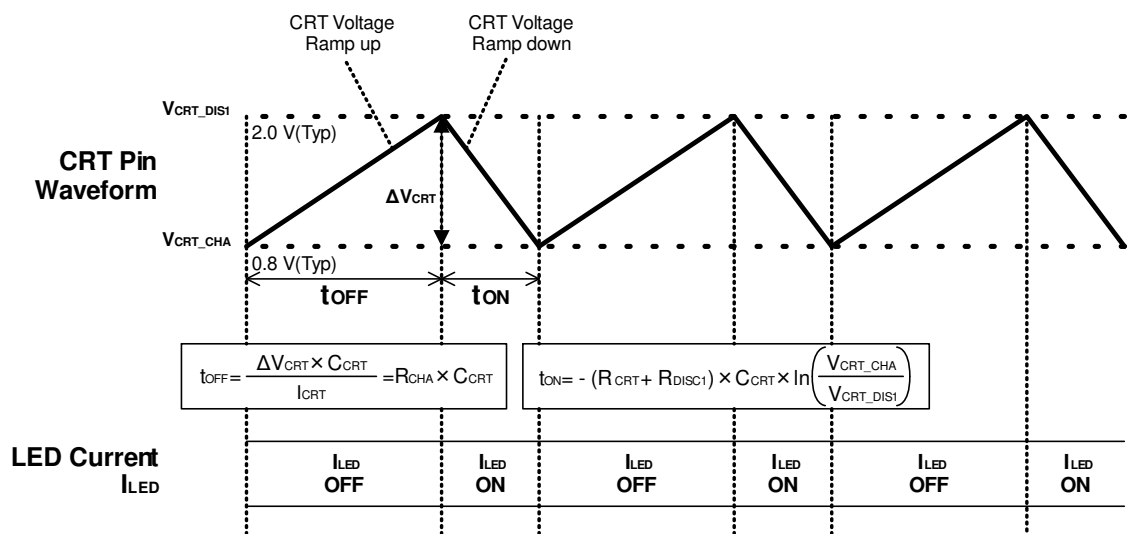 CRT Voltage
Ramp up
CRT Voltage
Ramp down
VCRT_DIS1
2.0 V(Typ)
CRT Pin
Waveform
ΔVCRT
VCRT_CHA
0.8 V(Typ)
tOFF
tON
tOFF= ΔVCRT × CCRT / ICRT =RCHA × CCRT
tON= - (RCRT + RDISC1) × CCRT × ln(VCRT_CHA / VCRT_DIS1)
LED Current
ILED
ILED
OFF
ILED
ON
ILED
OFF
ILED
ON
ILED
OFF
ILED
ON